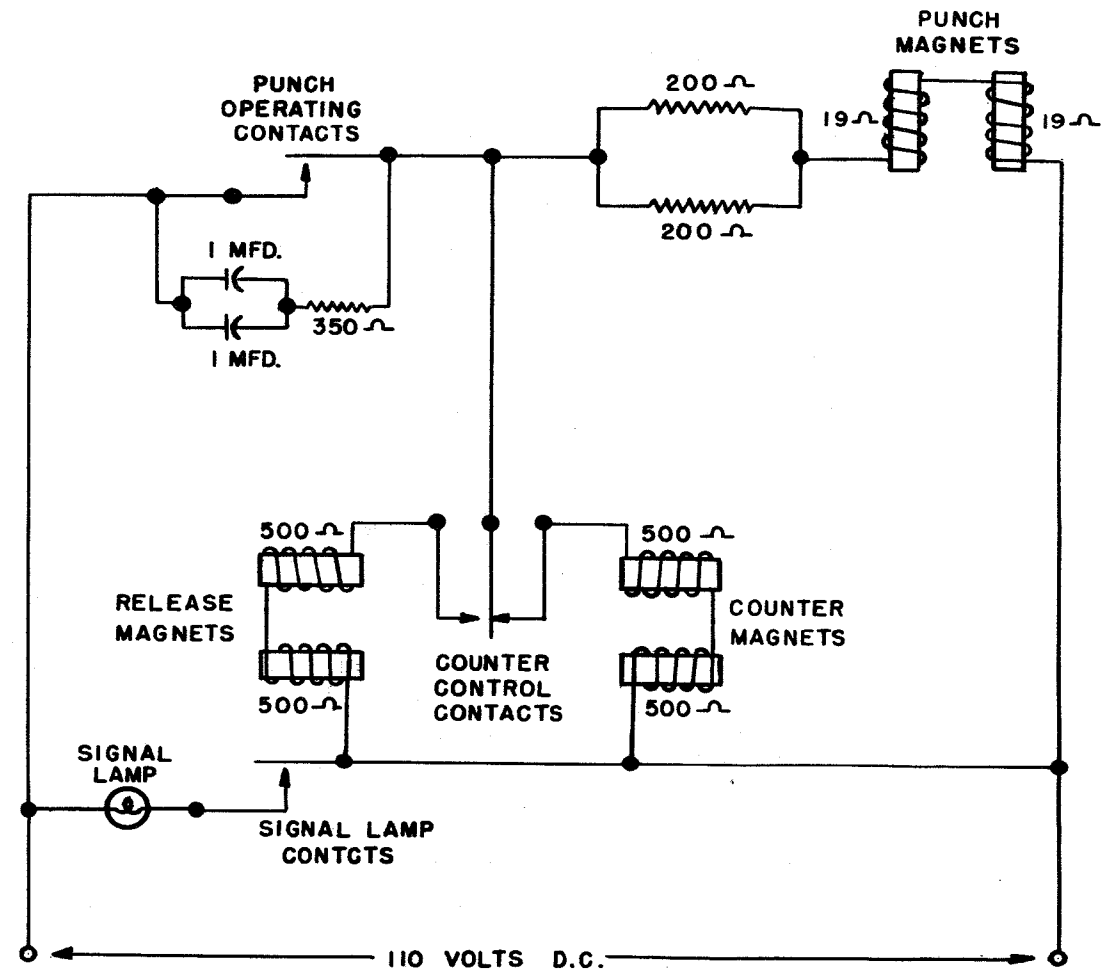 PUNCH
MAGNETS
PUNCH
OPERATING
CONTACTS
200 Ω
19 Ω
19 Ω
200 Ω
1 MFD.
350 Ω
1 MFD.
500 Ω
500 Ω
RELEASE
MAGNETS
COUNTER
MAGNETS
COUNTER
CONTROL
CONTACTS
500 Ω
500 Ω
SIGNAL
LAMP
SIGNAL LAMP
CONTCTS
110 VOLTS D.C.